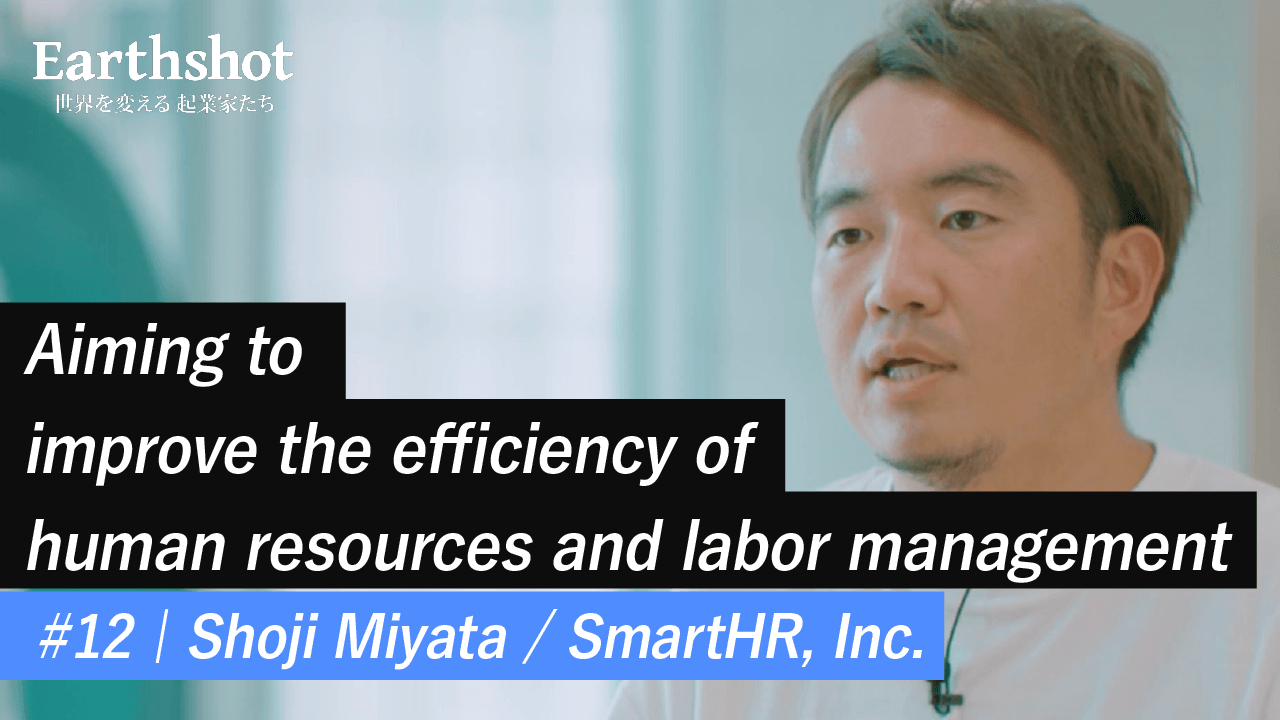 Earthshot
世界を変える 起業家たち
Aiming to
improve the efficiency of
human resources and labor management
#12 | Shoji Miyata / SmartHR, Inc.